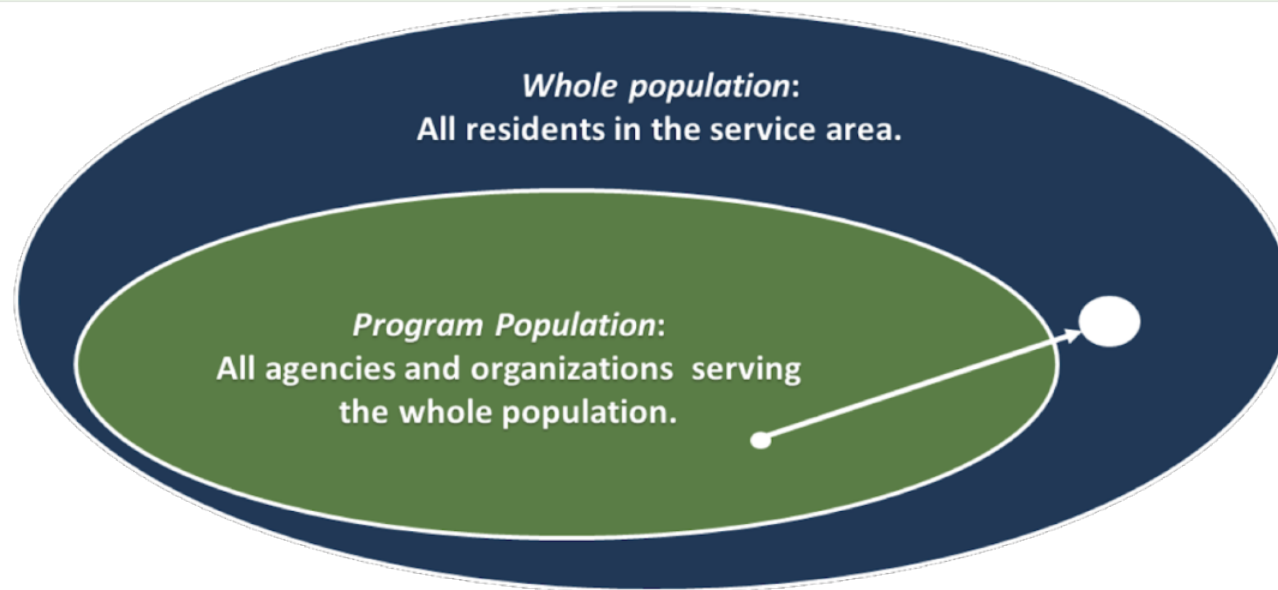 Whole population:
All residents in the service area.
Program Population:
All agencies and organizations  serving
the whole population.